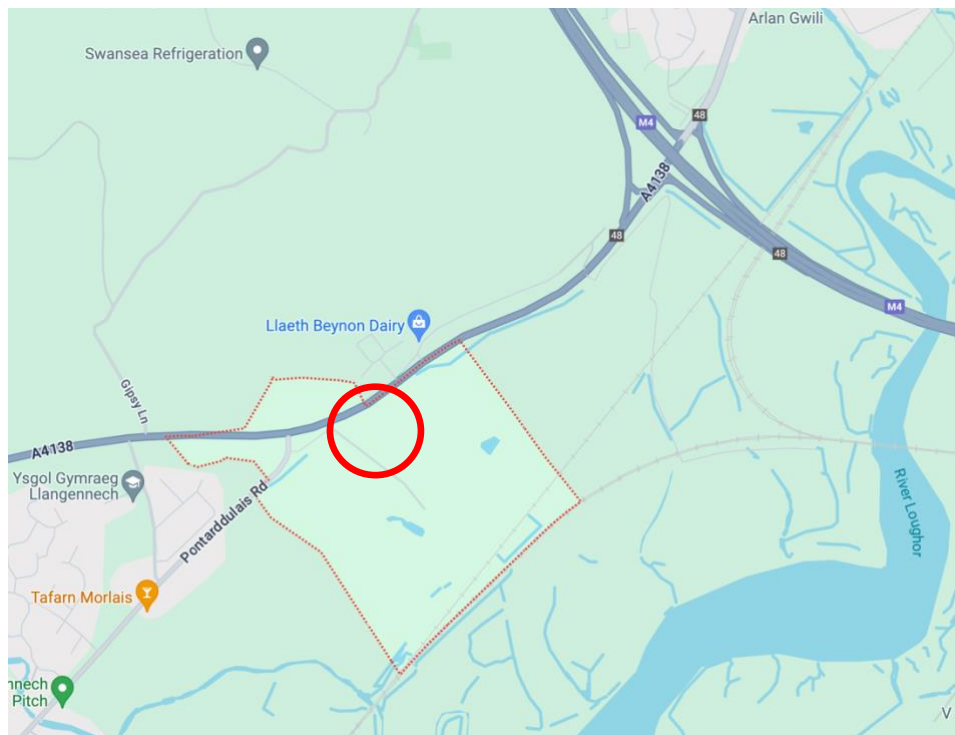 Arlan Gwili
Swansea Refrigeration
48
M4
A4138
48
48
M4
Llaeth Beynon Dairy
Gipsy Ln
A4138
Ysgol Gymraeg
Llangennech
Pontarddulais Rd
River Loughor
Tafarn Morlais
nnech
Pitch
V